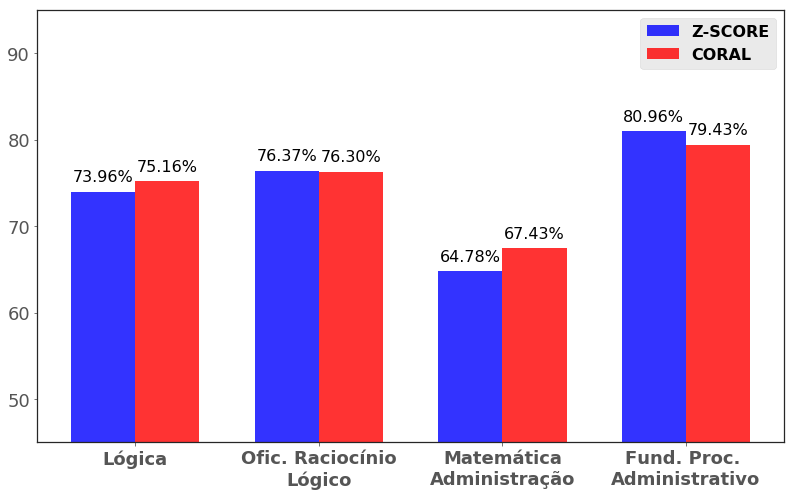 Z-SCORE
CORAL
90
80
70
60
50
73.96%
75.16%
76.37%
76.30%
64.78%
67.43%
80.96%
79.43%
Lógica
Ofic. Raciocínio
Lógico
Matemática
Administração
Fund. Proc.
Administrativo